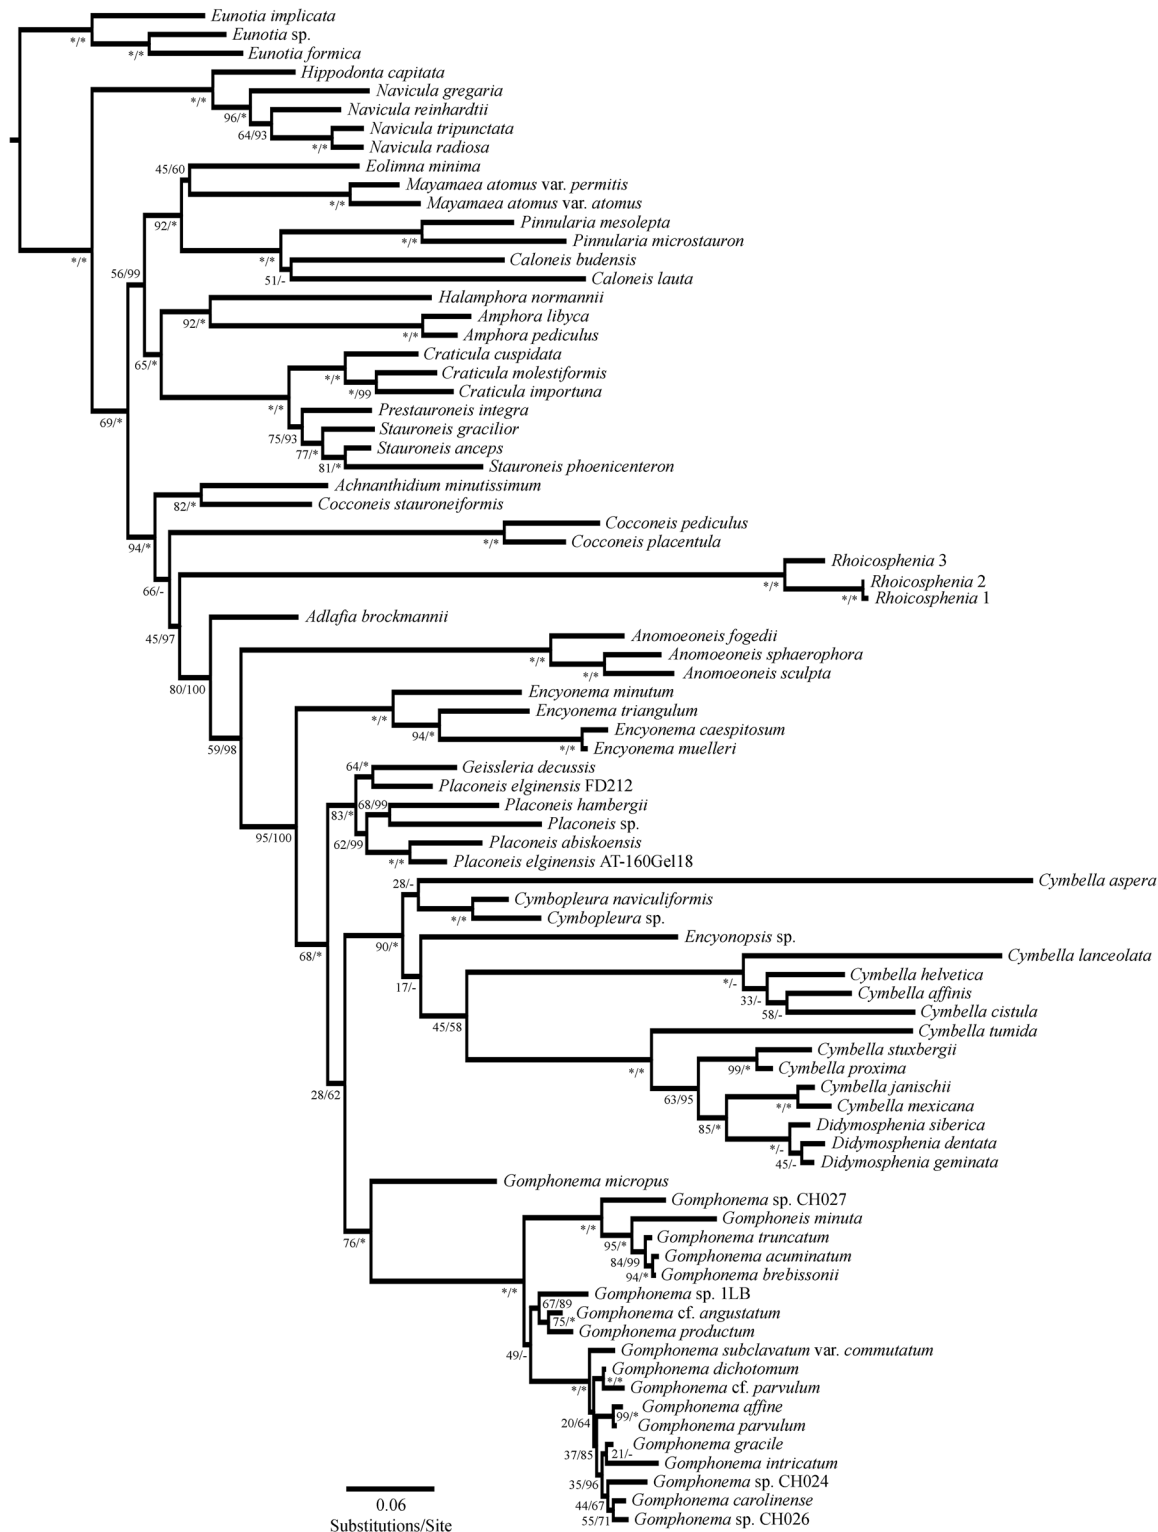 Eunotia implicata
*/*
Eunotia sp.
*/*
Eunotia formica
Hippodonta capitata
*/*
Navicula gregaria
96/*
Navicula reinhardtii
64/93
Navicula tripunctata
*/*
Navicula radiosa
45/60
Eolimna minima
Mayamaea atomus var. permitis
*/*
Mayamaea atomus var. atomus
92/*
Pinnularia mesolepta
*/*
Pinnularia microstauron
*/*
Caloneis budensis
51/-
Caloneis lauta
*/*
56/99
Halamphora normannii
92/*
Amphora libyca
*/*
Amphora pediculus
65/*
Craticula cuspidata
*/*
Craticula molestiformis
*/99
Craticula importuna
*/*
Prestauroneis integra
75/93
Stauroneis gracilior
77/*
Stauroneis anceps
81/*
Stauroneis phoenicenteron
69/*
Achnanthidium minutissimum
82/*
Cocconeis stauroneiformis
94/*
Cocconeis pediculus
*/*
Cocconeis placentula
66/-
Rhoicosphenia 3
*/*
Rhoicosphenia 2
*/*
Rhoicosphenia 1
45/97
Adlafia brockmannii
80/100
Anomoeoneis fogedii
*/*
Anomoeoneis sphaerophora
*/*
Anomoeoneis sculpta
59/98
Encyonema minutum
*/*
Encyonema triangulum
94/*
Encyonema caespitosum
*/*
Encyonema muelleri
95/100
64/*
Geissleria decussis
Placoneis elginensis FD212
83/*
68/99
Placoneis hambergii
Placoneis sp.
62/99
Placoneis abiskoensis
*/*
Placoneis elginensis AT-160Gel18
68/*
28/-
Cymbella aspera
Cymbopleura naviculiformis
*/*
Cymbopleura sp.
90/*
Encyonopsis sp.
17/-
Cymbella lanceolata
*/-
Cymbella helvetica
33/-
Cymbella affinis
58/-
Cymbella cistula
45/58
Cymbella tumida
*/*
Cymbella stuxbergii
99/*
Cymbella proxima
63/95
Cymbella janischii
*/*
Cymbella mexicana
85/*
Didymosphenia siberica
*/-
Didymosphenia dentata
45/-
Didymosphenia geminata
28/62
Gomphonema micropus
76/*
Gomphonema sp. CH027
*/*
Gomphoneis minuta
95/*
Gomphonema truncatum
84/99
Gomphonema acuminatum
94/*
Gomphonema brebissonii
*/*
Gomphonema sp. 1LB
67/89
Gomphonema cf. angustatum
75/*
Gomphonema productum
49/-
Gomphonema subclavatum var. commutatum
*/*
Gomphonema dichotomum
*/*
Gomphonema cf. parvulum
20/64
Gomphonema affine
99/*
Gomphonema parvulum
37/85
Gomphonema gracile
21/-
Gomphonema intricatum
35/96
Gomphonema sp. CH024
44/67
Gomphonema carolinense
55/71
Gomphonema sp. CH026
0.06
Substitutions/Site